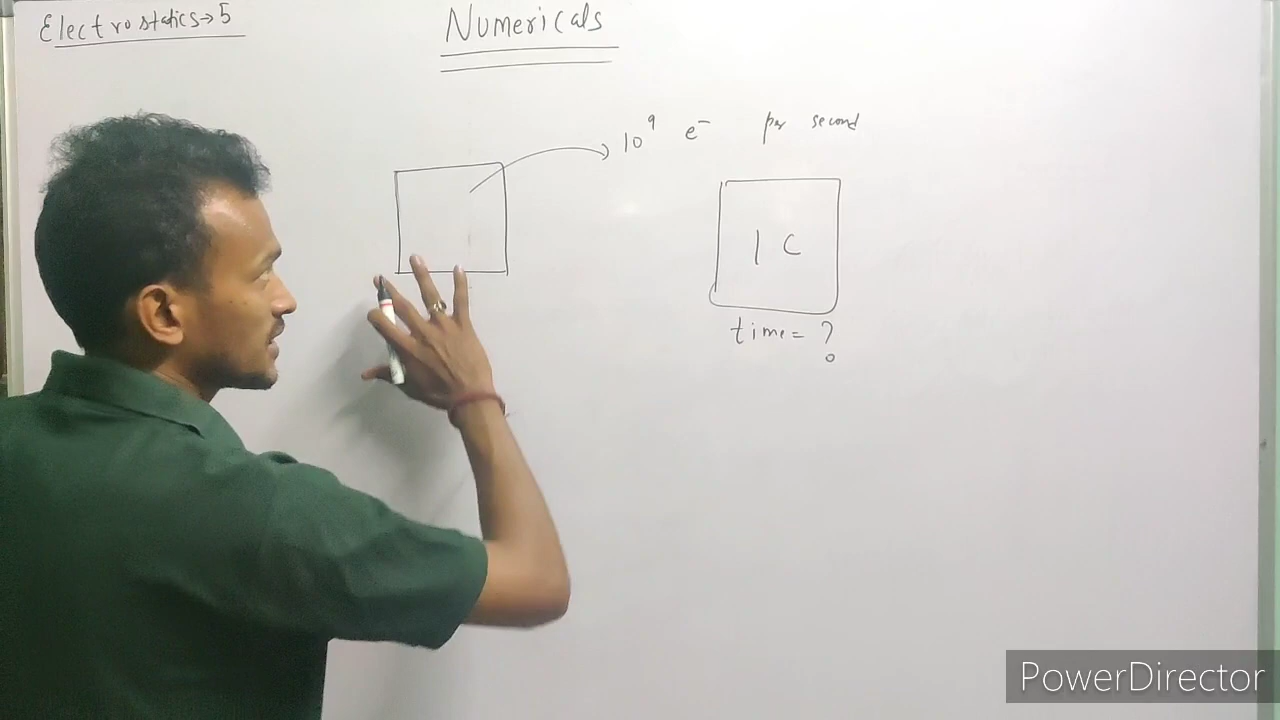 Electrostatics→5
Numericals
10⁹ e⁻ per second
1 C
time = ?
PowerDirector